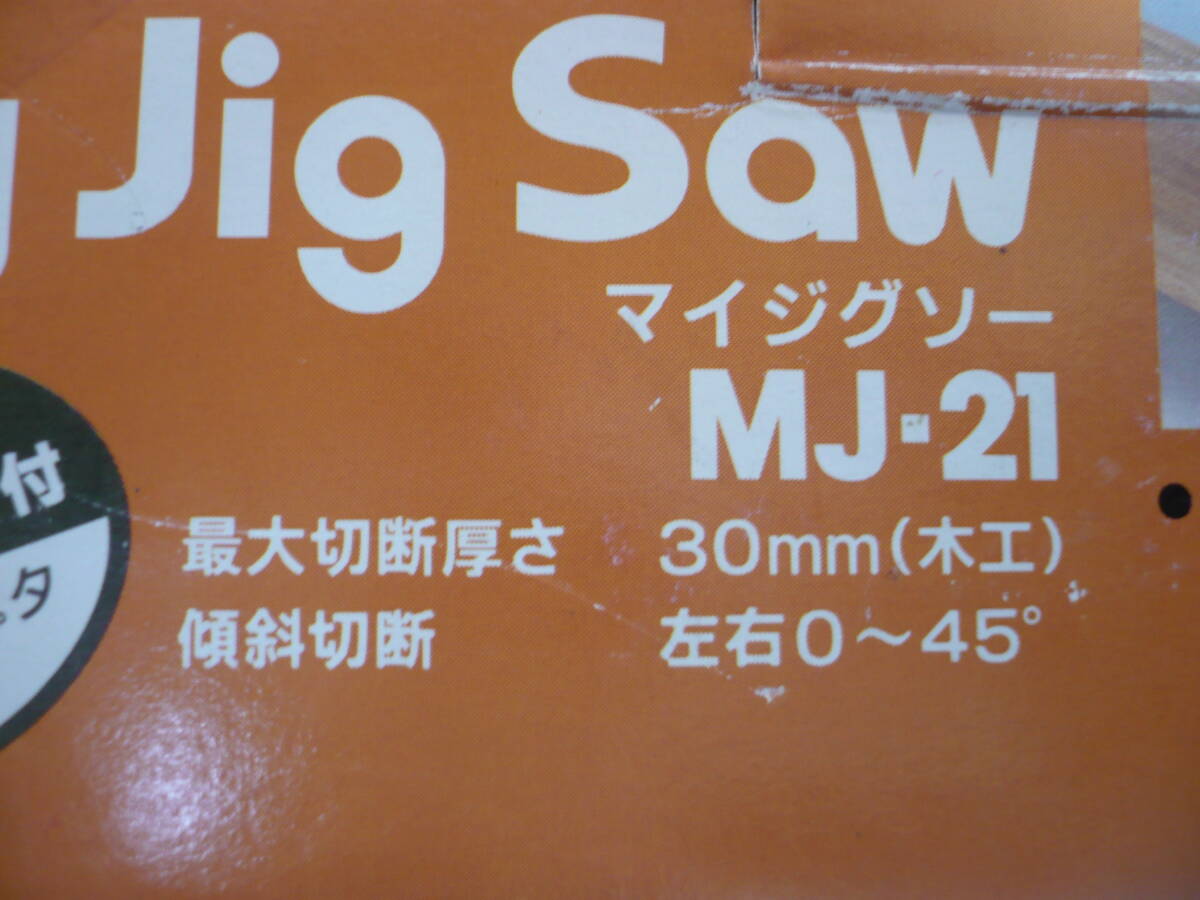 Jig Saw
マイジグソー
MJ-21
付
タ
最大切断厚さ 30mm(木工)
傾斜切断 左右0~45°